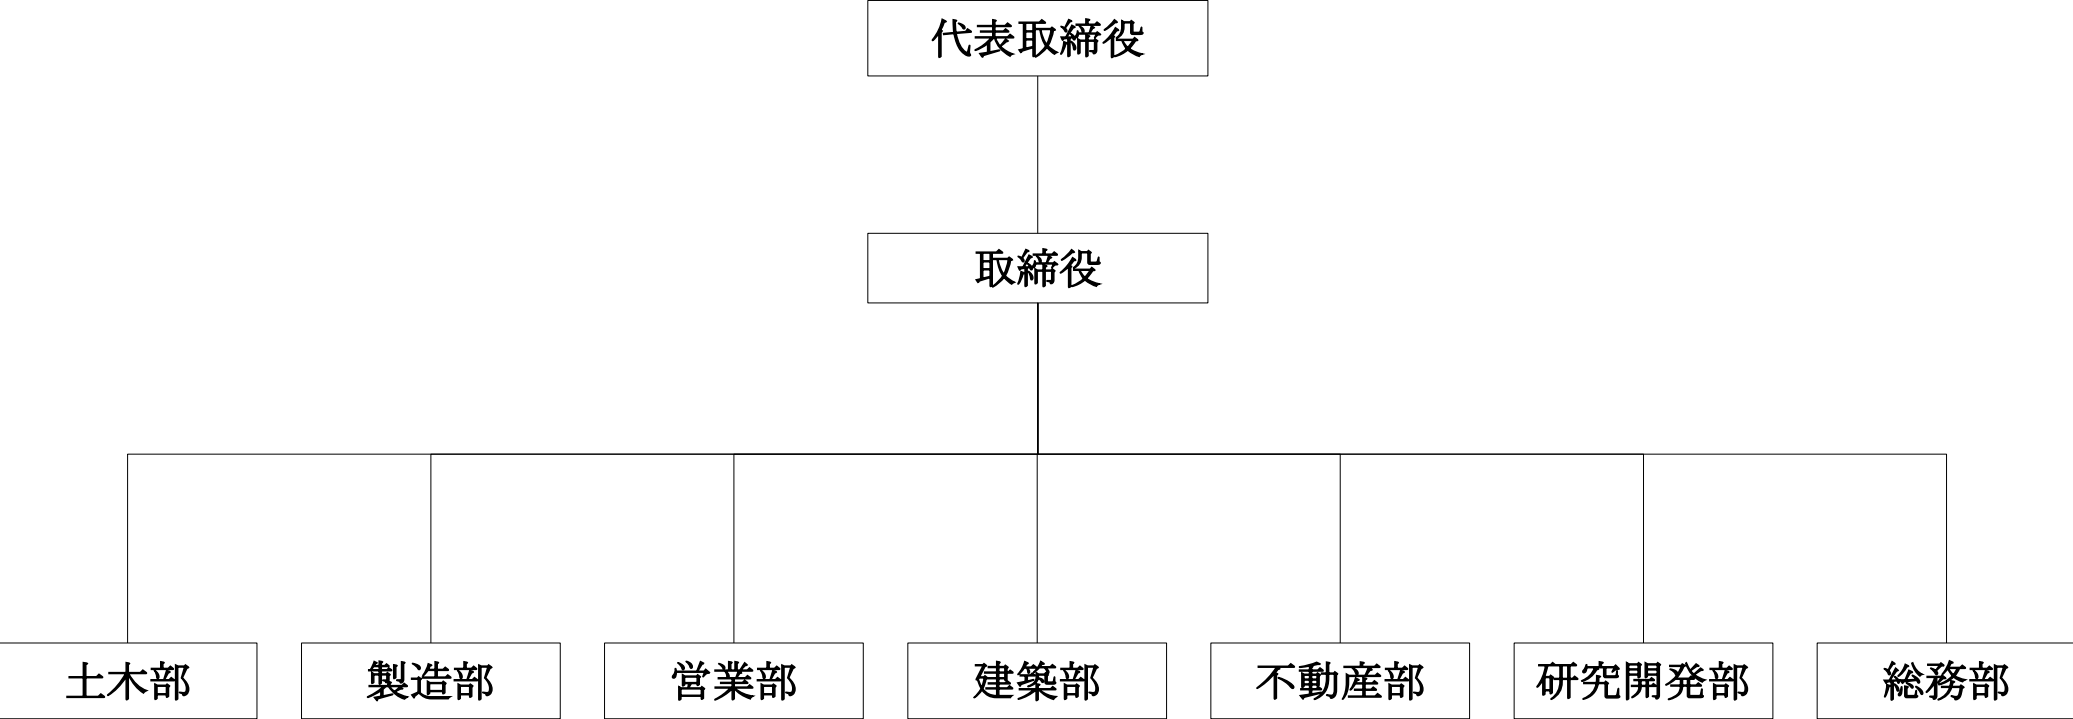 代表取締役
取締役
土木部
製造部
営業部
建築部
不動産部
研究開発部
総務部